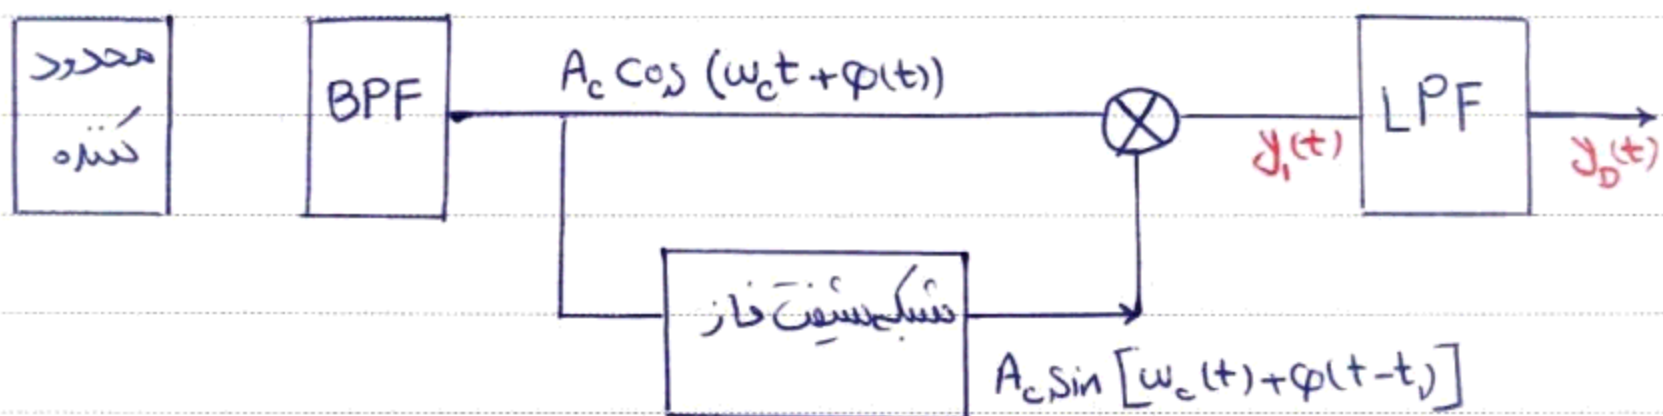 محدود
کننده
BPF
A_c cos (ω_c t + φ(t))
y_1(t)
LPF
y_D(t)
شبکه شیفت فاز
A_c sin [ω_c(t) + φ(t-t_1)]